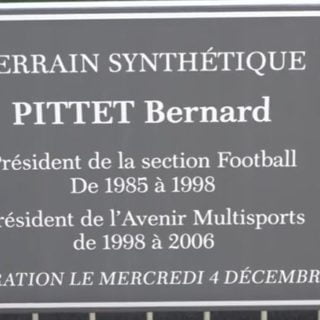 ERRAIN SYNTHÉTIQUE
PITTET Bernard
Président de la section Football
De 1985 à 1998
résident de l'Avenir Multisports
de 1998 à 2006
RATION LE MERCREDI 4 DÉCEMBR